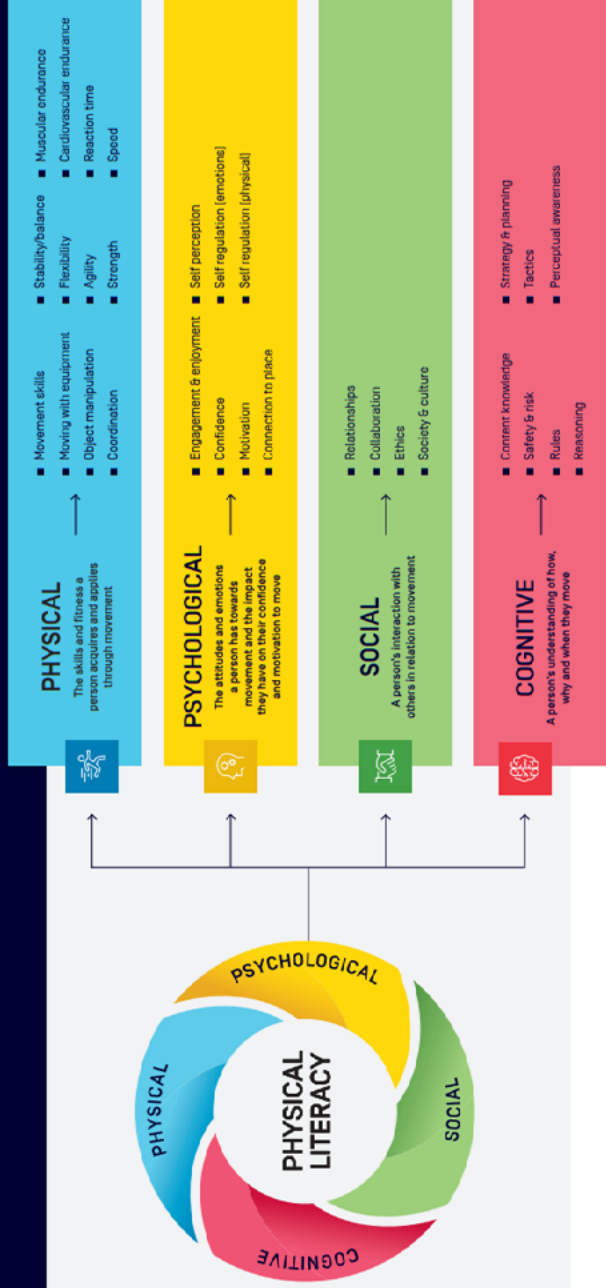 PHYSICAL
PSYCHOLOGICAL
SOCIAL
COGNITIVE
PHYSICAL
LITERACY
PHYSICAL
The skills and fitness a
person acquires and applies
through movement
■ Movement skills
■ Moving with equipment
■ Object manipulation
■ Coordination
■ Stability/balance
■ Flexibility
■ Agility
■ Strength
■ Muscular endurance
■ Cardiovascular endurance
■ Reaction time
■ Speed
PSYCHOLOGICAL
The attitudes and emotions
a person has towards
movement and the impact
they have on their confidence
and motivation to move
■ Engagement & enjoyment
■ Confidence
■ Motivation
■ Connection to place
■ Self perception
■ Self regulation (emotions)
■ Self regulation (physical)
SOCIAL
A person's interaction with
others in relation to movement
■ Relationships
■ Collaboration
■ Ethics
■ Society & culture
COGNITIVE
A person's understanding of how,
why and when they move
■ Content knowledge
■ Safety & risk
■ Rules
■ Reasoning
■ Strategy & planning
■ Tactics
■ Perceptual awareness